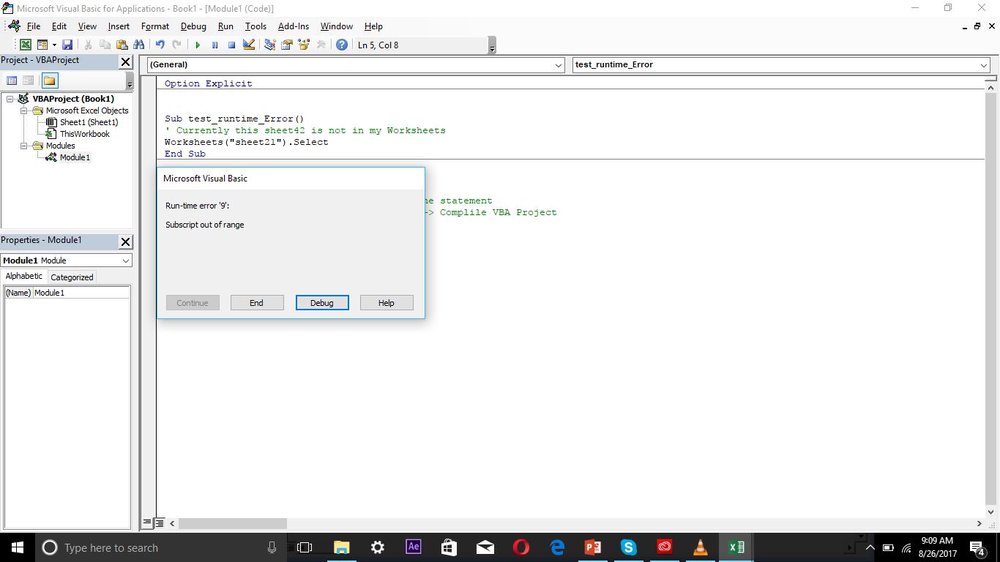 Microsoft Visual Basic for Applications - Book1 - [Module1 (Code)]
File Edit View Insert Format Debug Run Tools Add-Ins Window Help
Ln 5, Col 8
Project - VBAProject
VBAProject (Book1)
Microsoft Excel Objects
Sheet1 (Sheet1)
ThisWorkbook
Modules
Module1
Properties - Module1
Module1 Module
Alphabetic Categorized
(Name) Module1
(General) test_runtime_Error
Option Explicit
Sub test_runtime_Error()
' Currently this sheet42 is not in my Worksheets
Worksheets("sheet21").Select
End Sub
statement
-> Complile VBA Project
Microsoft Visual Basic
Run-time error '9':
Subscript out of range
Continue End Debug Help
Type here to search
Ae
9:09 AM
8/26/2017
4